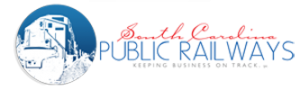 South Carolina
PUBLIC RAILWAYS
KEEPING BUSINESS ON TRACK.